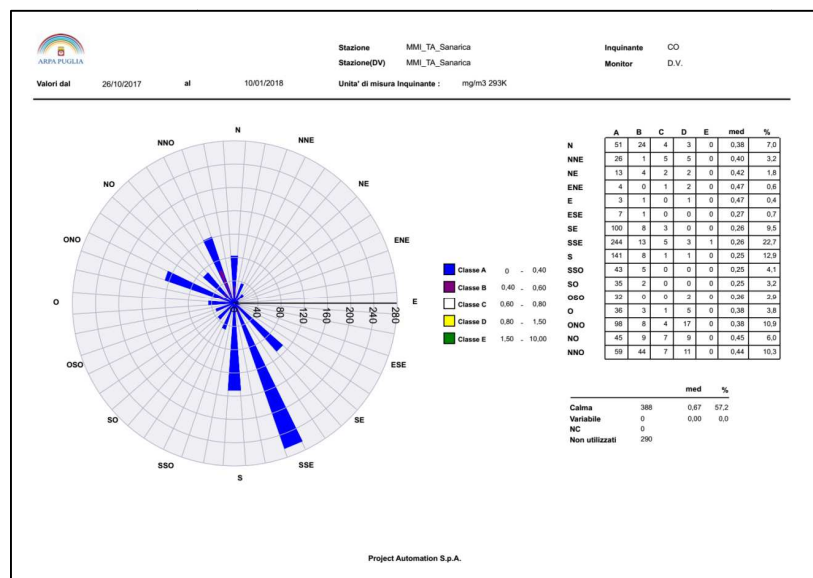 ARPA PUGLIA
Stazione MMI_TA_Sanarica Inquinante CO
Stazione(DV) MMI_TA_Sanarica Monitor D.V.
Valori dal 26/10/2017 al 10/01/2018 Unita' di misura Inquinante : mg/m3 293K
N
NNE
NE
ENE
E
ESE
SE
SSE
S
SSO
SO
OSO
O
ONO
NO
NNO
40 80 120 160 200 240 280
Classe A 0 - 0,40
Classe B 0,40 - 0,60
Classe C 0,60 - 0,80
Classe D 0,80 - 1,50
Classe E 1,50 - 10,00
A B C D E med %
N 51 24 4 3 0 0,38 7,0
NNE 26 1 5 5 0 0,40 3,2
NE 13 4 2 2 0 0,42 1,8
ENE 4 0 1 2 0 0,47 0,6
E 3 1 0 1 0 0,47 0,4
ESE 7 1 0 0 0 0,27 0,7
SE 100 8 3 0 0 0,26 9,5
SSE 244 13 5 3 1 0,26 22,7
S 141 8 1 1 0 0,25 12,9
SSO 43 5 0 0 0 0,25 4,1
SO 35 2 0 0 0 0,25 3,2
OSO 32 0 0 2 0 0,26 2,9
O 36 3 1 5 0 0,38 3,8
ONO 98 8 4 17 0 0,38 10,9
NO 45 9 7 9 0 0,45 6,0
NNO 59 44 7 11 0 0,44 10,3
med %
Calma 388 0,67 57,2
Variabile 0 0,00 0,0
NC 0
Non utilizzati 290
Project Automation S.p.A.